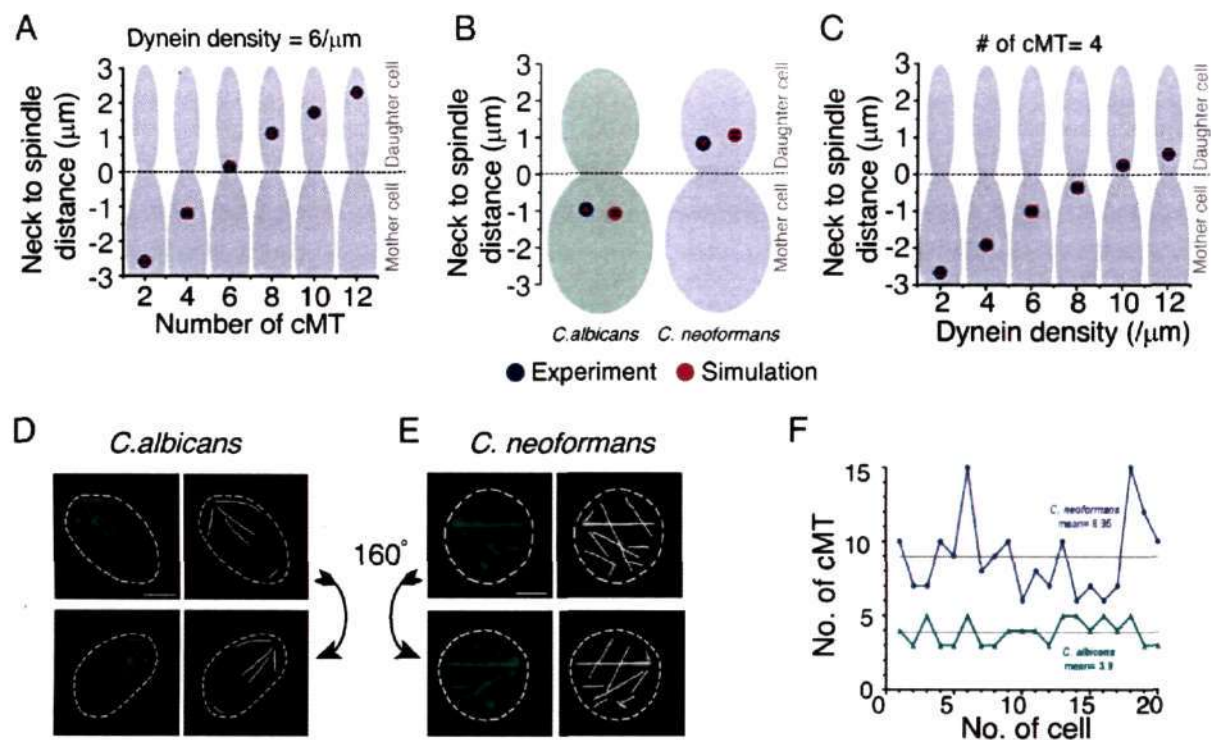 A
Dynein density = 6/μm
Neck to spindle
distance (μm)
3
2
1
0
-1
-2
-3
Daughter cell
Mother cell
2 4 6 8 10 12
Number of cMT
B
Neck to spindle
distance (μm)
3
2
1
0
-1
-2
-3
Daughter cell
Mother cell
C.albicans C. neoformans
Experiment Simulation
C
# of cMT= 4
Neck to spindle
distance (μm)
3
2
1
0
-1
-2
-3
Daughter cell
Mother cell
2 4 6 8 10 12
Dynein density (/μm)
D
C.albicans
160°
E
C. neoformans
F
No. of cMT
15
10
5
0
C. neoformans
C. albicans
mean= 3.9
0 5 10 15 20
No. of cell